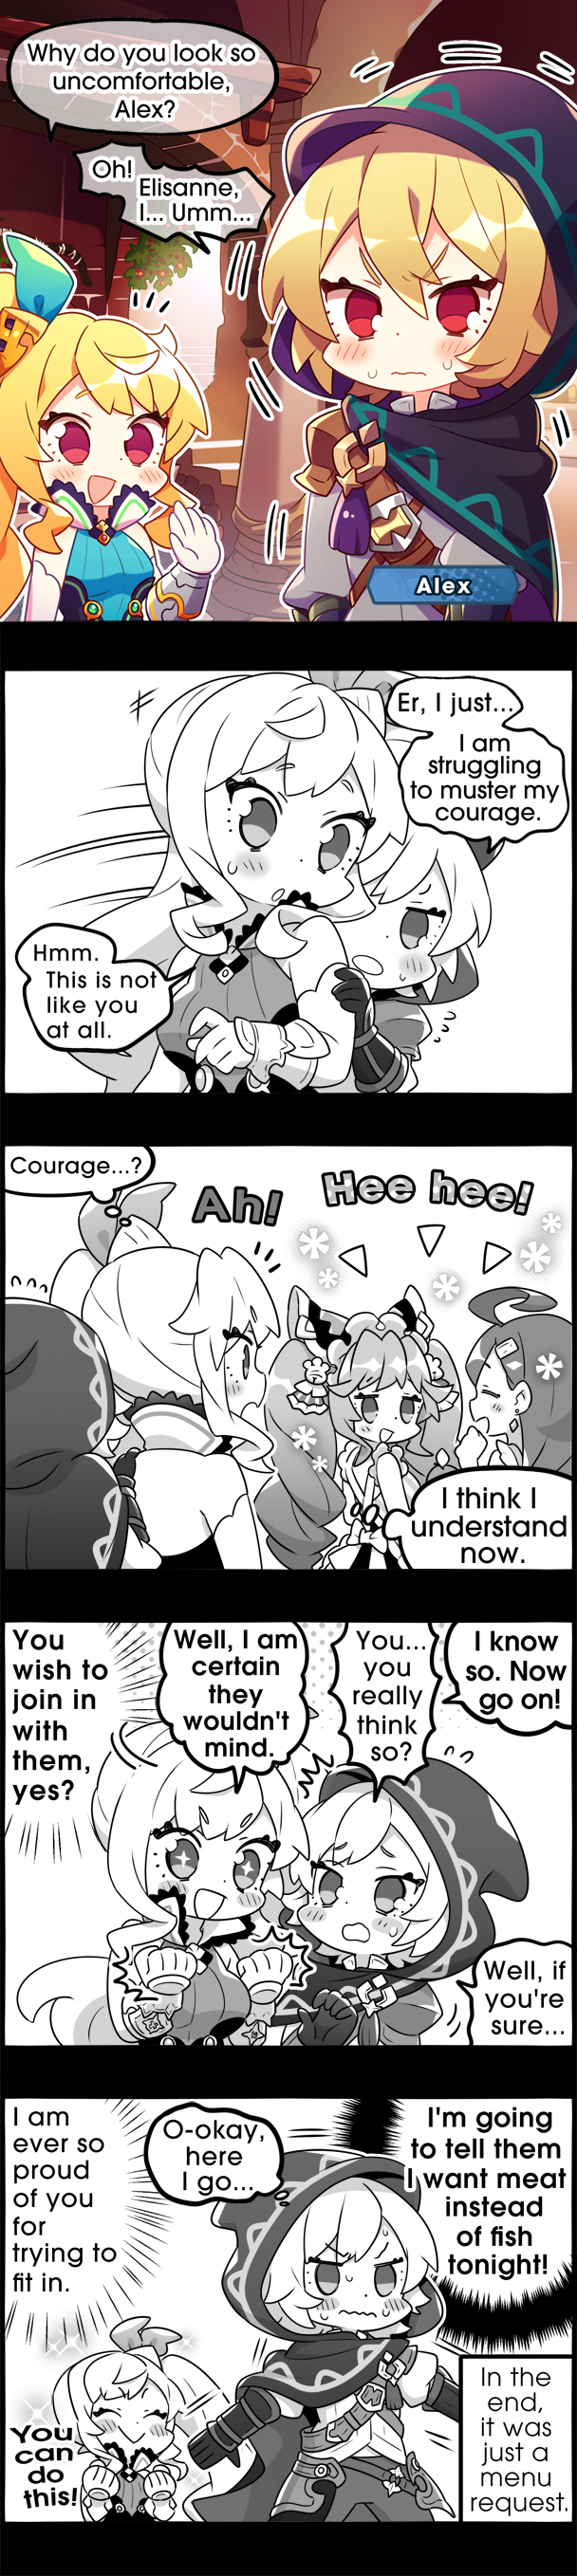 Why do you look so
uncomfortable,
Alex?
Oh!
Elisanne,
I... Umm...
Alex
Er, I just...
I am
struggling
to muster my
courage.
Hmm.
This is not
like you
at all.
Courage...?
Ah!
Hee hee!
I think I
understand
now.
You
wish to
join in
with
them,
yes?
Well, I am
certain
they
wouldn't
mind.
You...
you
really
think
so?
I know
so. Now
go on!
Well, if
you're
sure...
I am
ever so
proud
of you
for
trying to
fit in.
O-okay,
here
I go...
I'm going
to tell them
I want meat
instead
of fish
tonight!
You
can
do
this!
In the
end,
it was
just a
menu
request.